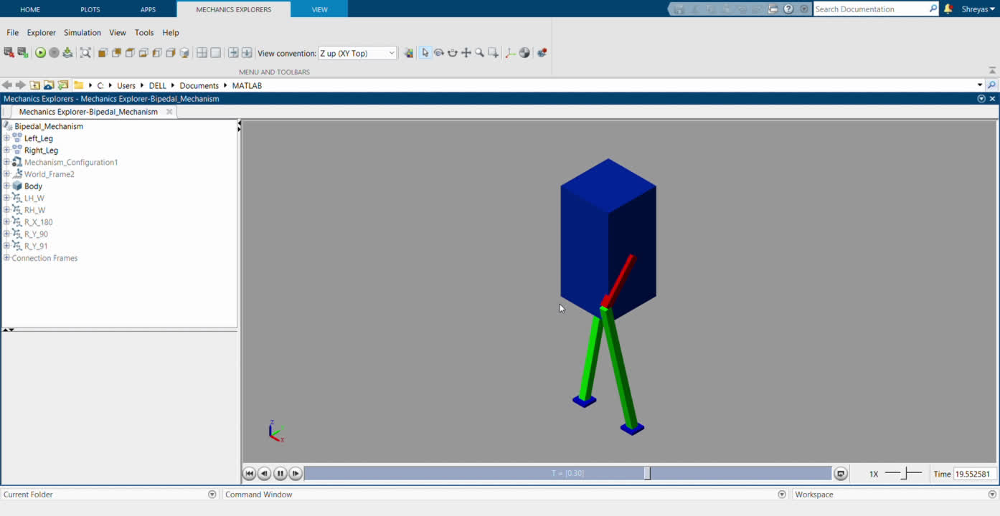 HOME PLOTS APPS MECHANICS EXPLORERS VIEW Search Documentation Shreyas
File Explorer Simulation View Tools Help
View convention: Z up (XY Top)
MENU AND TOOLBARS
C: Users DELL Documents MATLAB
Mechanics Explorers - Mechanics Explorer-Bipedal_Mechanism
Mechanics Explorer-Bipedal_Mechanism
Bipedal_Mechanism
Left_Leg
Right_Leg
Mechanism_Configuration1
World_Frame2
Body
LH_W
RH_W
R_X_180
R_Y_90
R_Y_91
Connection Frames
Z
X
T = [0.30] 1X Time 19.552581
Current Folder Command Window Workspace